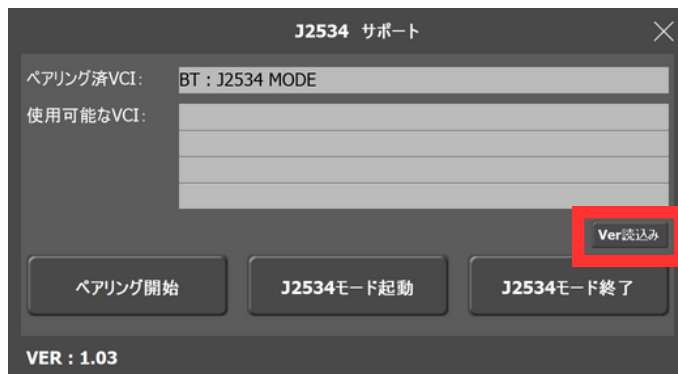 J2534 サポート
ペアリング済VCI: BT : J2534 MODE
使用可能なVCI:
Ver読込み
ペアリング開始 J2534モード起動 J2534モード終了
VER : 1.03